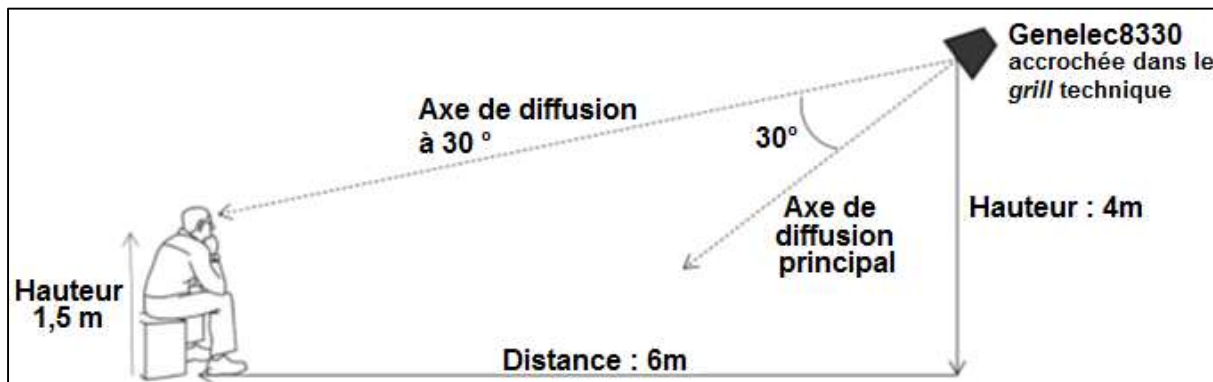 Genelec8330
accrochée dans le
grill technique
Axe de diffusion
à 30 °
30°
Axe de
diffusion
principal
Hauteur : 4m
Hauteur
1,5 m
Distance : 6m